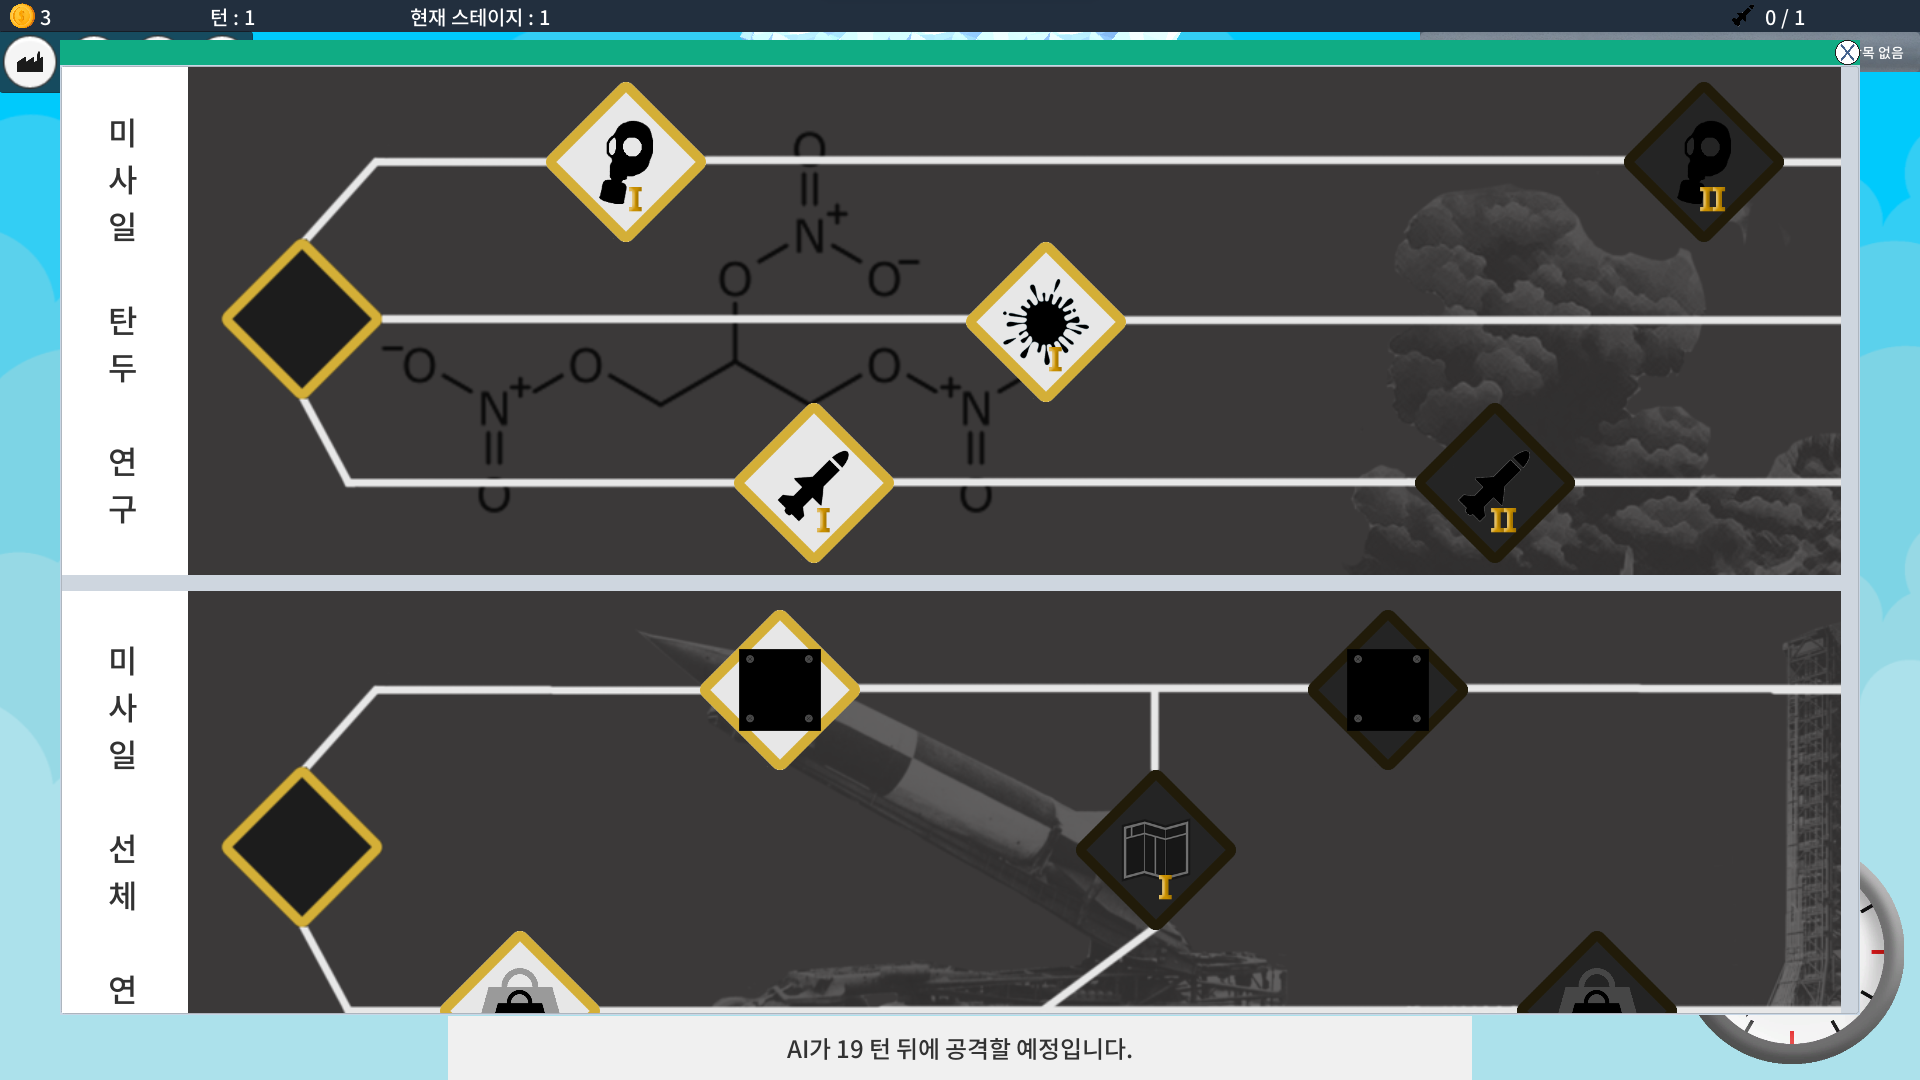 3
턴 : 1
현재 스테이지 : 1
0 / 1
목 없음
X
미
사
일
탄
두
연
구
I
II
I
I
II
O
N
+
O
O
−
−
O
N
+
O
O
+
N
O
O
미
사
일
선
체
연
I
AI가 19 턴 뒤에 공격할 예정입니다.